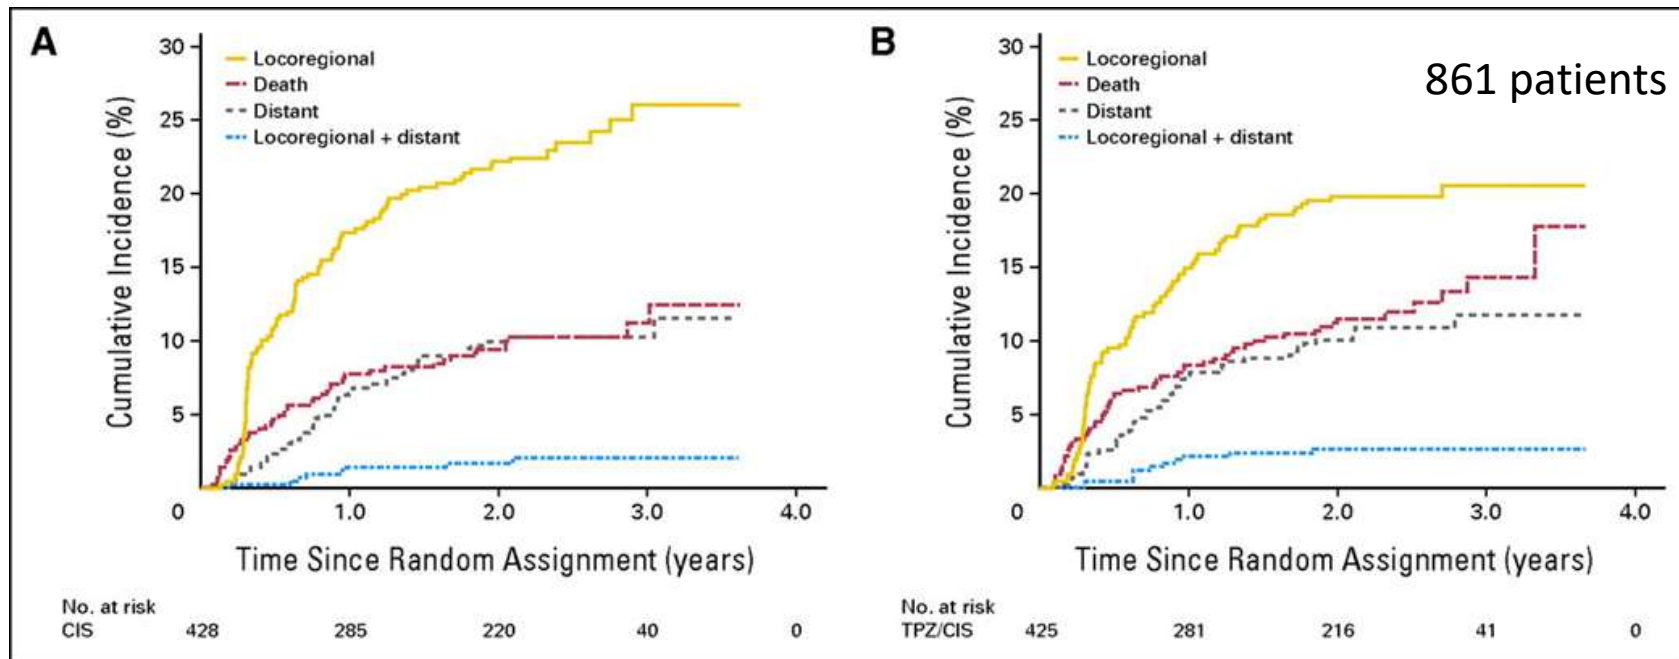 A
30
25
20
15
10
5
0
Cumulative Incidence (%)
Locoregional
Death
Distant
Locoregional + distant
1.0 2.0 3.0 4.0
Time Since Random Assignment (years)
No. at risk
CIS 428 285 220 40 0
B
861 patients
30
25
20
15
10
5
0
Cumulative Incidence (%)
Locoregional
Death
Distant
Locoregional + distant
1.0 2.0 3.0 4.0
Time Since Random Assignment (years)
No. at risk
TPZ/CIS 425 281 216 41 0